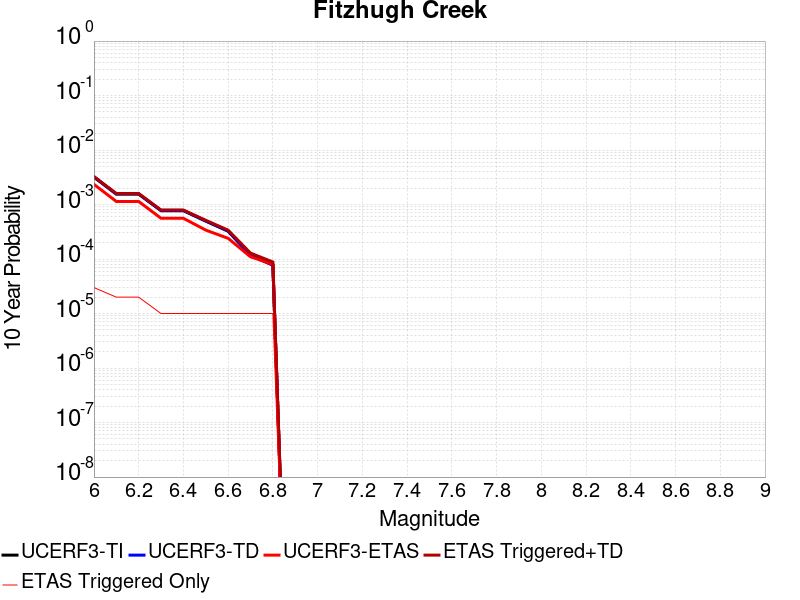 Fitzhugh Creek
10 Year Probability
10^0
10^-1
10^-2
10^-3
10^-4
10^-5
10^-6
10^-7
10^-8
6 6.2 6.4 6.6 6.8 7 7.2 7.4 7.6 7.8 8 8.2 8.4 8.6 8.8 9
Magnitude
UCERF3-TI UCERF3-TD UCERF3-ETAS ETAS Triggered+TD
ETAS Triggered Only